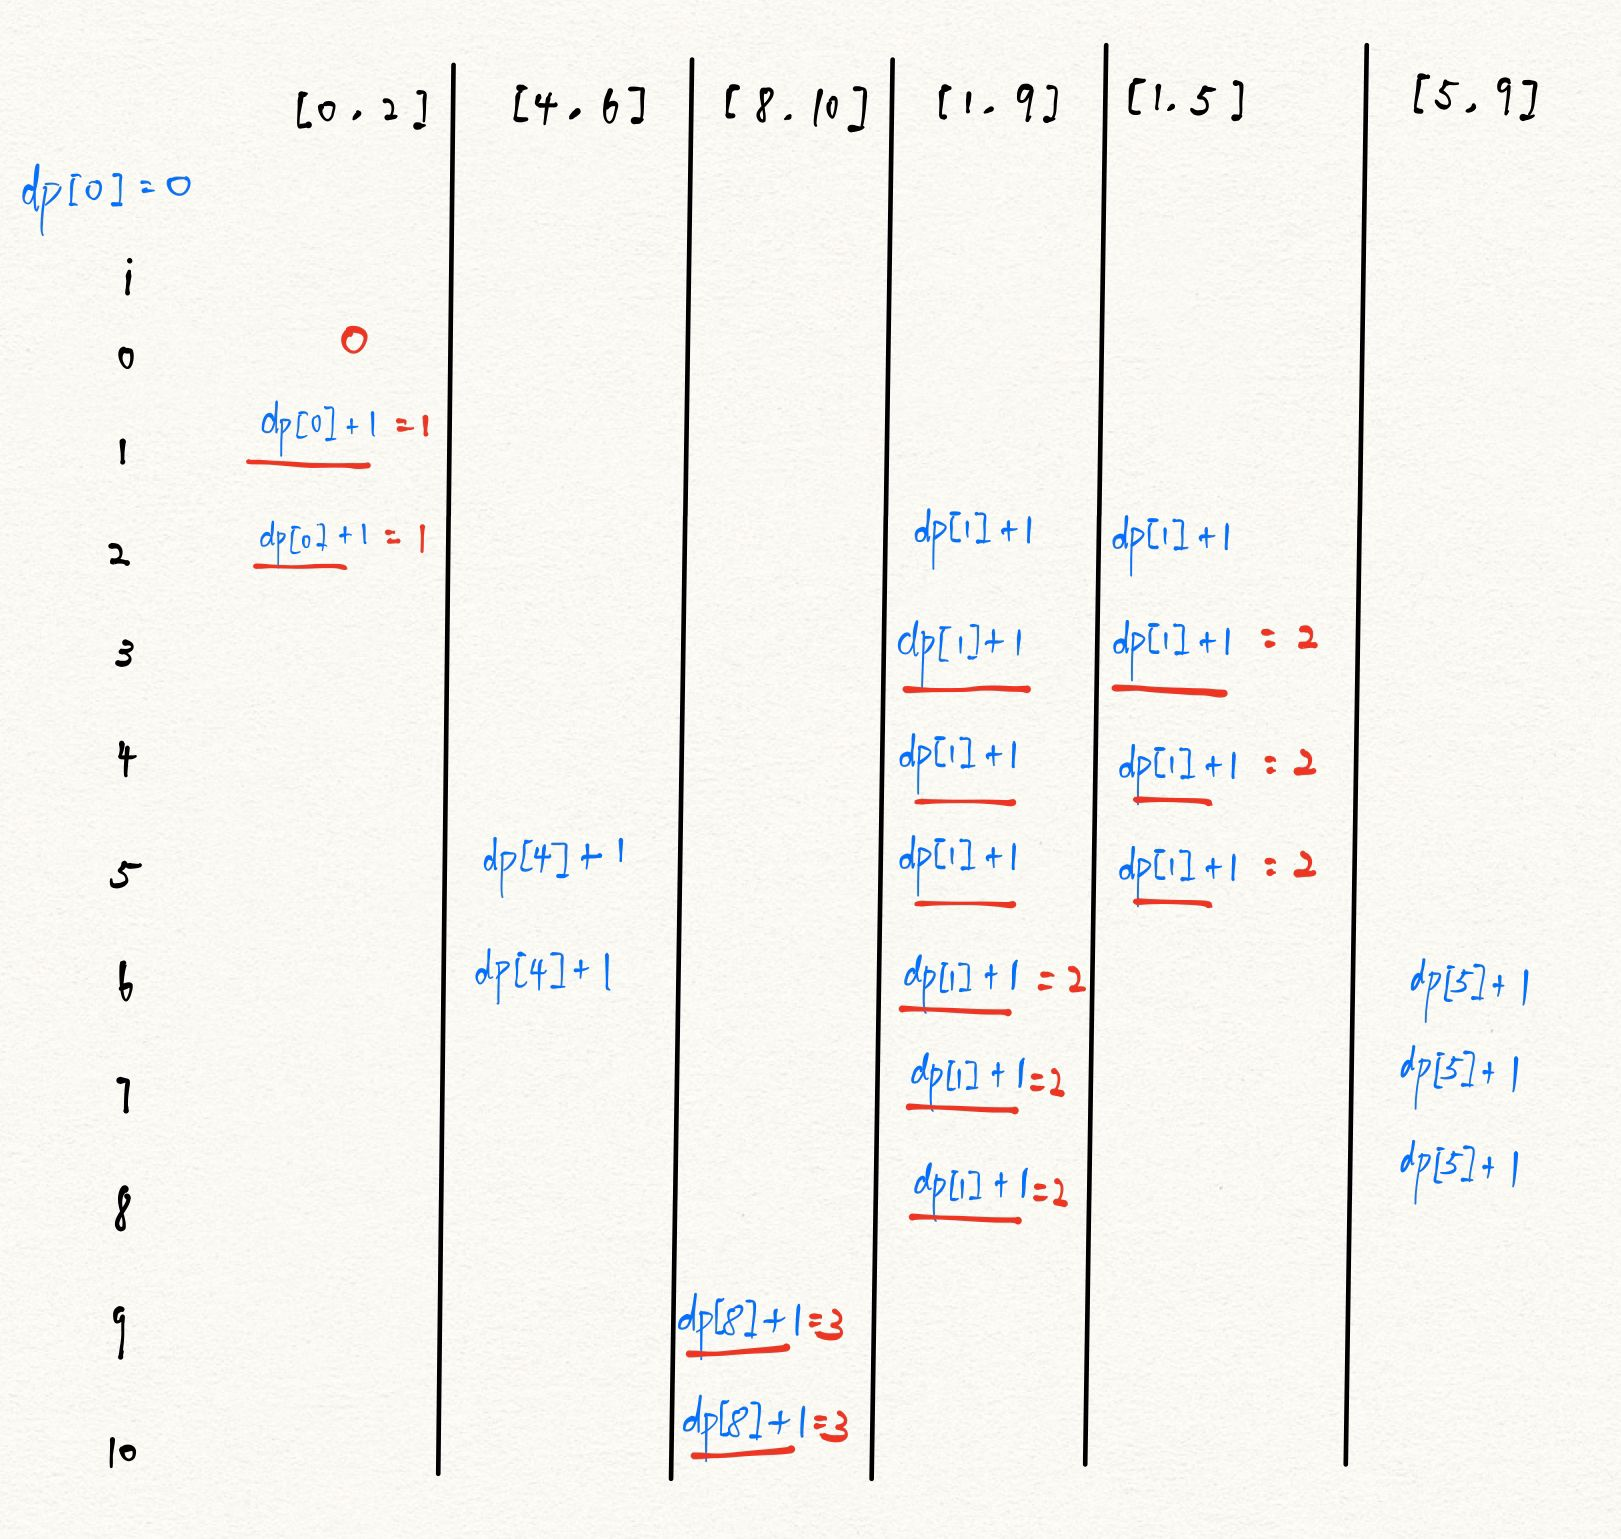 [0, 2] [4, 6] [8, 10] [1, 9] [1, 5] [5, 9]
dp[0] = 0
i
0 0
1 dp[0]+1 =1
2 dp[0]+1 =1 dp[1]+1 dp[1]+1
3 dp[1]+1 dp[1]+1 =2
4 dp[1]+1 dp[1]+1 =2
5 dp[4]+1 dp[1]+1 dp[1]+1 =2
6 dp[4]+1 dp[1]+1 =2 dp[5]+1
7 dp[1]+1 =2 dp[5]+1
8 dp[1]+1 =2 dp[5]+1
9 dp[8]+1 =3
10 dp[8]+1 =3